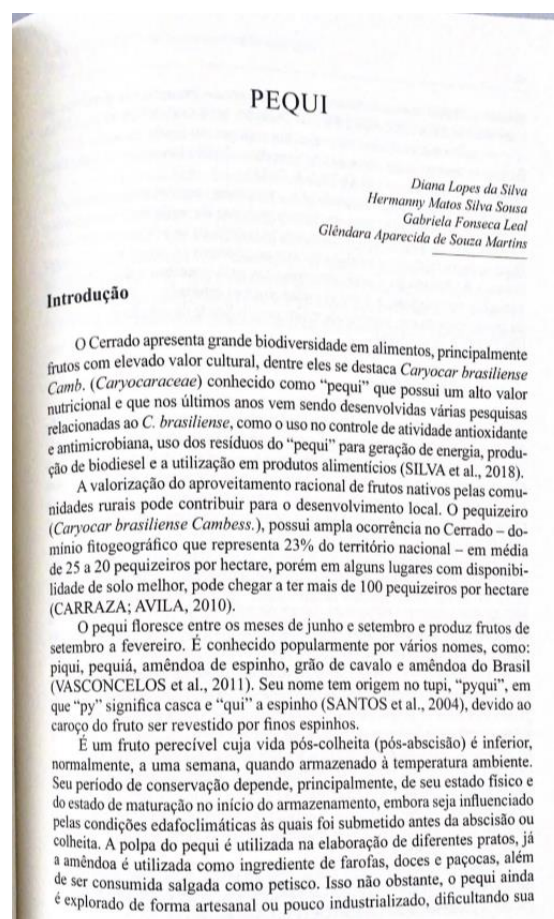 PEQUI
Diana Lopes da Silva
Hermanny Matos Silva Sousa
Gabriela Fonseca Leal
Glêndara Aparecida de Souza Martins
Introdução
O Cerrado apresenta grande biodiversidade em alimentos, principalmente
frutos com elevado valor cultural, dentre eles se destaca Caryocar brasiliense
Camb. (Caryocaraceae) conhecido como “pequi” que possui um alto valor
nutricional e que nos últimos anos vem sendo desenvolvidas várias pesquisas
relacionadas ao C. brasiliense, como o uso no controle de atividade antioxidante
e antimicrobiana, uso dos resíduos do “pequi” para geração de energia, produ-
ção de biodiesel e a utilização em produtos alimentícios (SILVA et al., 2018).
A valorização do aproveitamento racional de frutos nativos pelas comu-
nidades rurais pode contribuir para o desenvolvimento local. O pequizeiro
(Caryocar brasiliense Cambess.), possui ampla ocorrência no Cerrado – do-
mínio fitogeográfico que representa 23% do território nacional – em média
de 25 a 20 pequizeiros por hectare, porém em alguns lugares com disponibi-
lidade de solo melhor, pode chegar a ter mais de 100 pequizeiros por hectare
(CARRAZA; AVILA, 2010).
O pequi floresce entre os meses de junho e setembro e produz frutos de
setembro a fevereiro. É conhecido popularmente por vários nomes, como:
piqui, pequiá, amêndoa de espinho, grão de cavalo e amêndoa do Brasil
(VASCONCELOS et al., 2011). Seu nome tem origem no tupi, “pyqui”, em
que “py” significa casca e “qui” a espinho (SANTOS et al., 2004), devido ao
caroço do fruto ser revestido por finos espinhos.
É um fruto perecível cuja vida pós-colheita (pós-abscisão) é inferior,
normalmente, a uma semana, quando armazenado à temperatura ambiente.
Seu período de conservação depende, principalmente, de seu estado físico e
do estado de maturação no início do armazenamento, embora seja influenciado
pelas condições edafoclimáticas às quais foi submetido antes da abscisão ou
colheita. A polpa do pequi é utilizada na elaboração de diferentes pratos, já
a amêndoa é utilizada como ingrediente de farofas, doces e paçocas, além
de ser consumida salgada como petisco. Isso não obstante, o pequi ainda
é explorado de forma artesanal ou pouco industrializado, dificultando sua